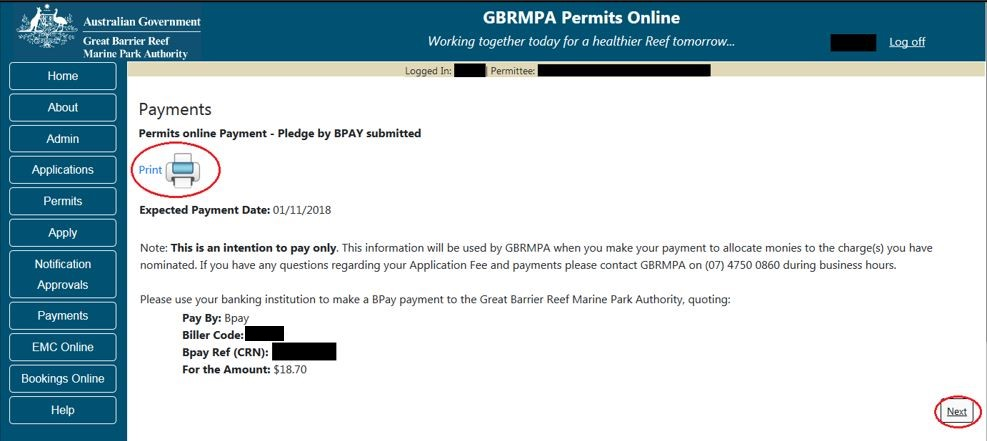 Australian Government
Great Barrier Reef
Marine Park Authority
GBRMPA Permits Online
Working together today for a healthier Reef tomorrow...
Log off
Logged In: | Permittee:
Home
About
Admin
Applications
Permits
Apply
Notification
Approvals
Payments
EMC Online
Bookings Online
Help
Payments
Permits online Payment - Pledge by BPAY submitted
Print
Expected Payment Date: 01/11/2018
Note: This is an intention to pay only. This information will be used by GBRMPA when you make your payment to allocate monies to the charge(s) you have
nominated. If you have any questions regarding your Application Fee and payments please contact GBRMPA on (07) 4750 0860 during business hours.
Please use your banking institution to make a BPay payment to the Great Barrier Reef Marine Park Authority, quoting:
Pay By: Bpay
Biller Code:
Bpay Ref (CRN):
For the Amount: $18.70
Next